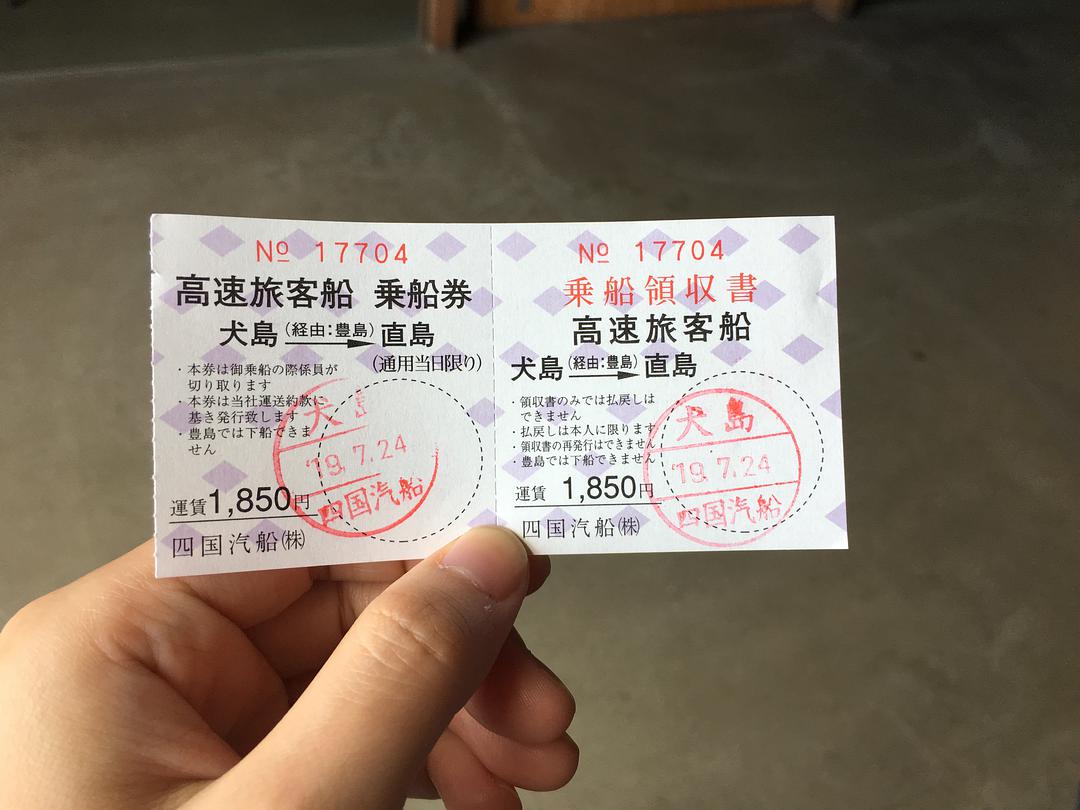 № 17704
高速旅客船 乗船券
犬島(経由:豊島)直島
(通用当日限り)
・本券は御乗船の際係員が
切り取ります
・本券は当社運送約款に
基き発行致します
・豊島では下船できま
せん
運賃1,850円
四国汽船㈱
犬島
'19.7.24
四国汽船
№ 17704
乗船領収書
高速旅客船
犬島(経由:豊島)直島
・領収書のみでは払戻しは
できません
・払戻しは本人に限ります
・領収書の再発行はできません
・豊島では下船できません
運賃 1,850円
四国汽船㈱
犬島
'19.7.24
四国汽船